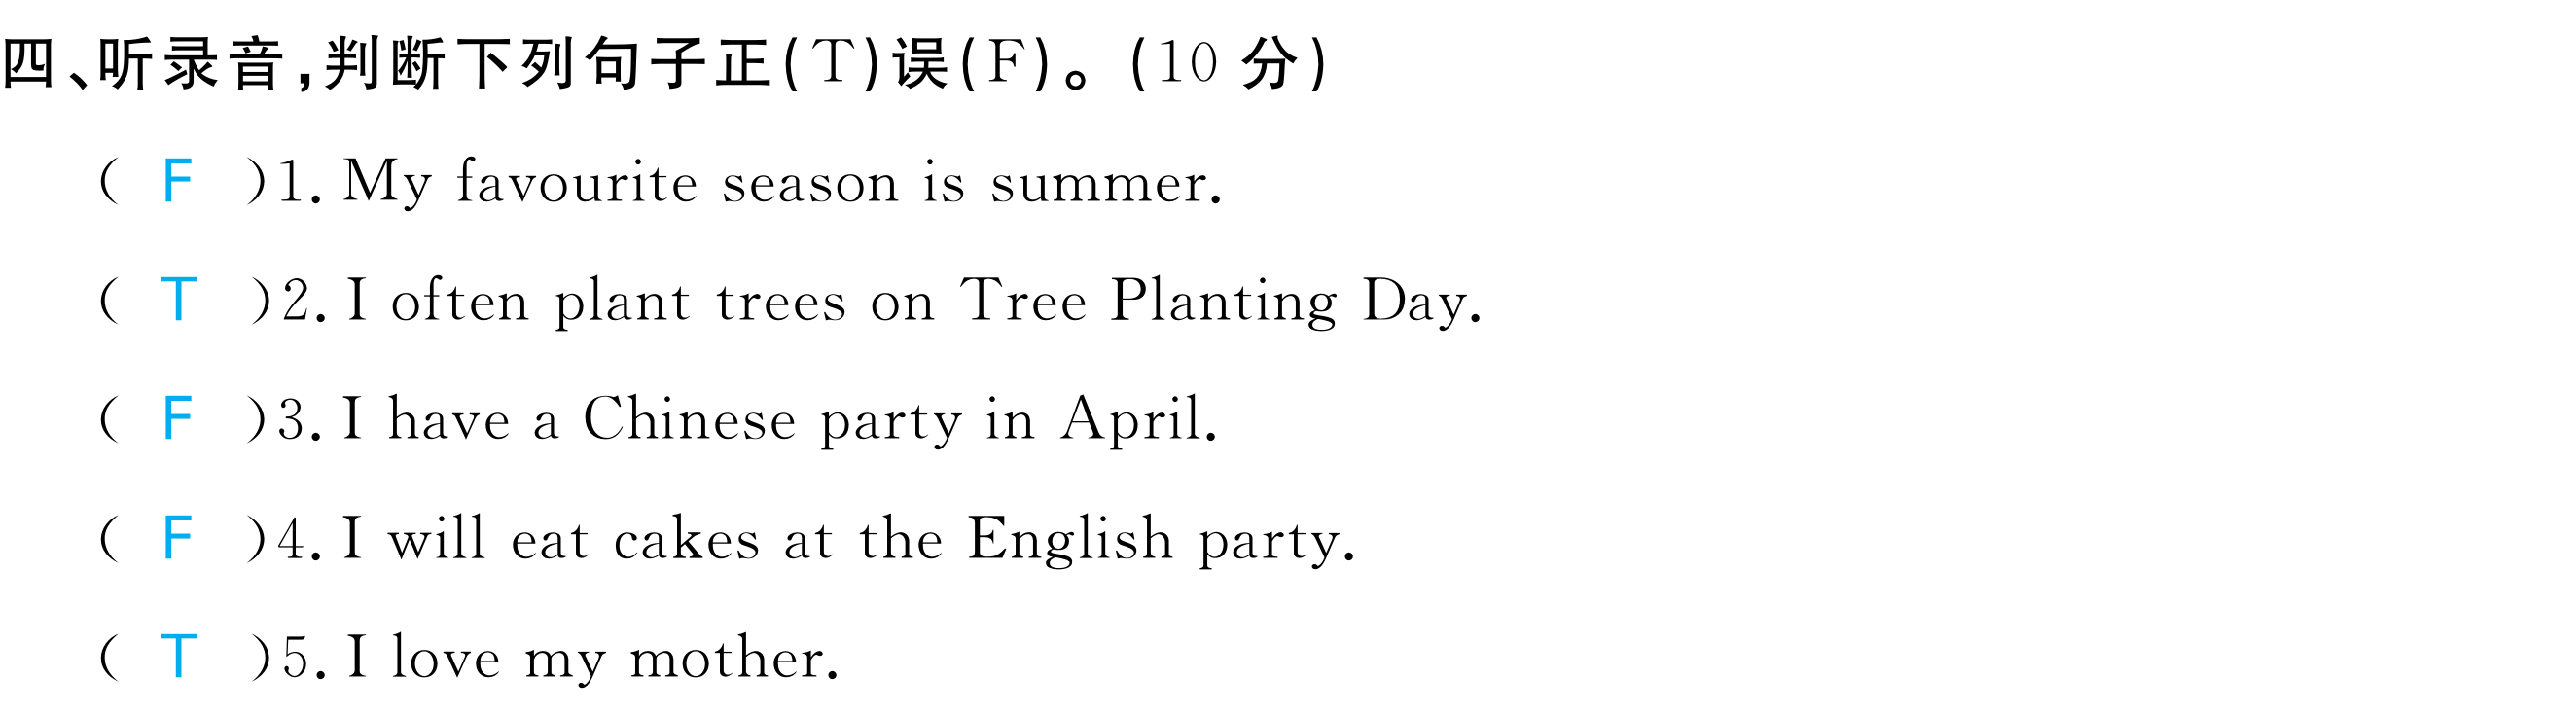 四、听录音,判断下列句子正(T)误(F)。(10 分)
( F )1. My favourite season is summer.
( T )2. I often plant trees on Tree Planting Day.
( F )3. I have a Chinese party in April.
( F )4. I will eat cakes at the English party.
( T )5. I love my mother.